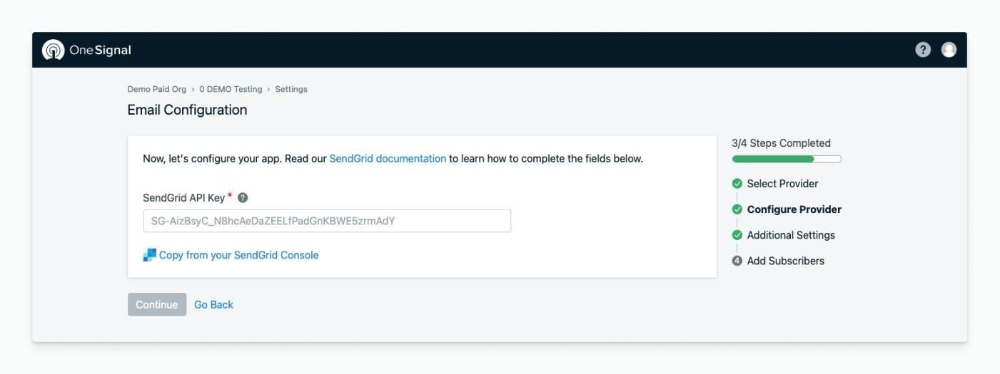 OneSignal
?
Demo Paid Org > 0 DEMO Testing > Settings
Email Configuration
Now, let's configure your app. Read our SendGrid documentation to learn how to complete the fields below.
SendGrid API Key * ?
SG-AizBsyC_N8hcAeDaZEELfPadGnKBWE5zrmAdY
Copy from your SendGrid Console
Continue Go Back
3/4 Steps Completed
Select Provider
Configure Provider
Additional Settings
4 Add Subscribers